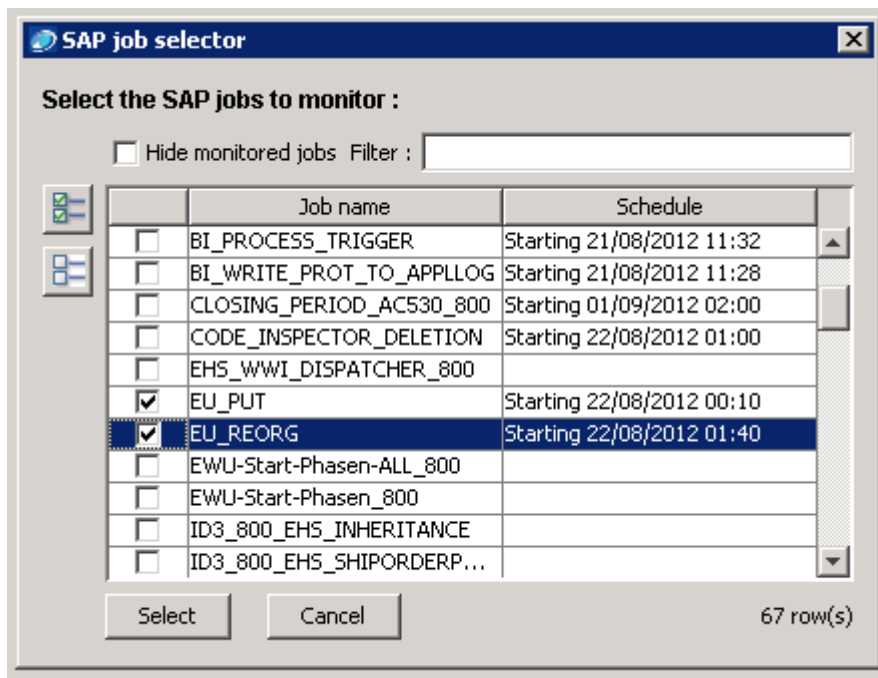 SAP job selector
Select the SAP jobs to monitor :
Hide monitored jobs Filter :
Job name Schedule
BI_PROCESS_TRIGGER Starting 21/08/2012 11:32
BI_WRITE_PROT_TO_APPLLOG Starting 21/08/2012 11:28
CLOSING_PERIOD_AC530_800 Starting 01/09/2012 02:00
CODE_INSPECTOR_DELETION Starting 22/08/2012 01:00
EHS_WWI_DISPATCHER_800
EU_PUT Starting 22/08/2012 00:10
EU_REORG Starting 22/08/2012 01:40
EWU-Start-Phasen-ALL_800
EWU-Start-Phasen_800
ID3_800_EHS_INHERITANCE
ID3_800_EHS_SHIPORDERP...
Select Cancel 67 row(s)